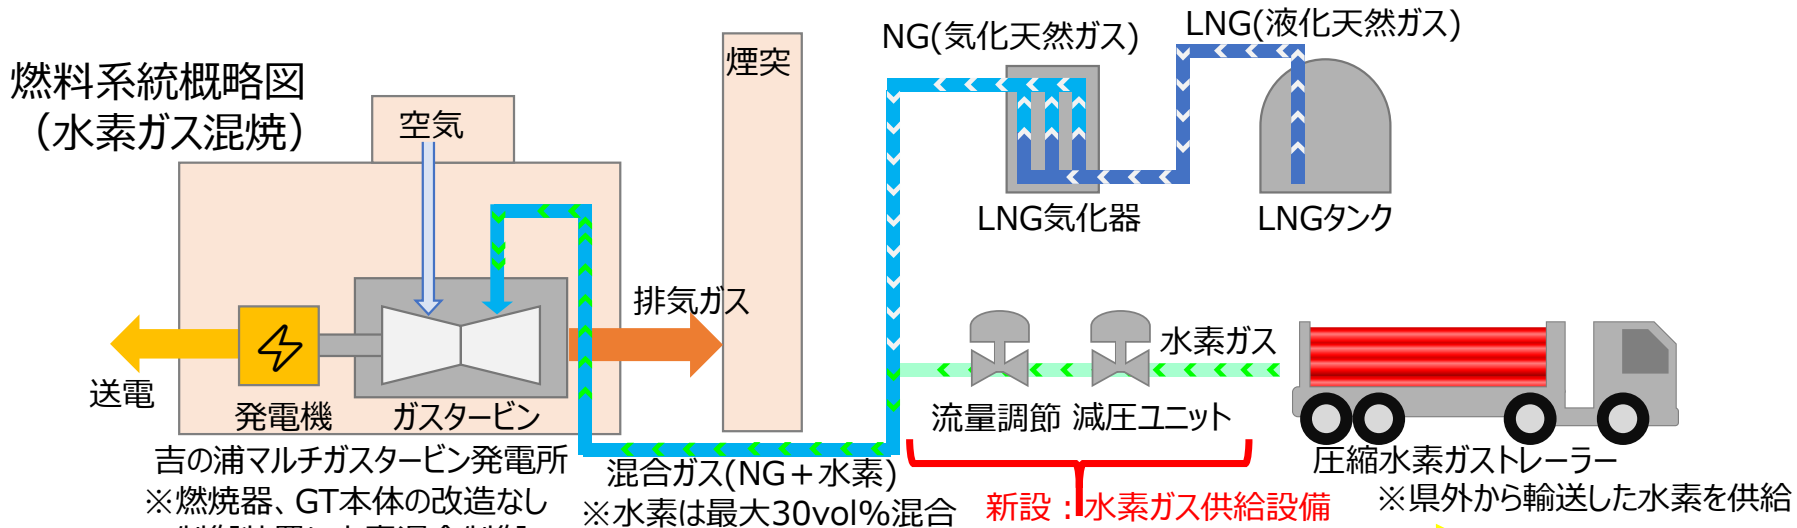 燃料系統概略図
（水素ガス混焼）
空気
煙突
NG(気化天然ガス)
LNG(液化天然ガス)
LNG気化器
LNGタンク
排気ガス
水素ガス
送電
発電機
ガスタービン
流量調節
減圧ユニット
吉の浦マルチガスタービン発電所
※燃焼器、GT本体の改造なし
混合ガス(NG＋水素)
※水素は最大30vol%混合
新設：水素ガス供給設備
圧縮水素ガストレーラー
※県外から輸送した水素を供給